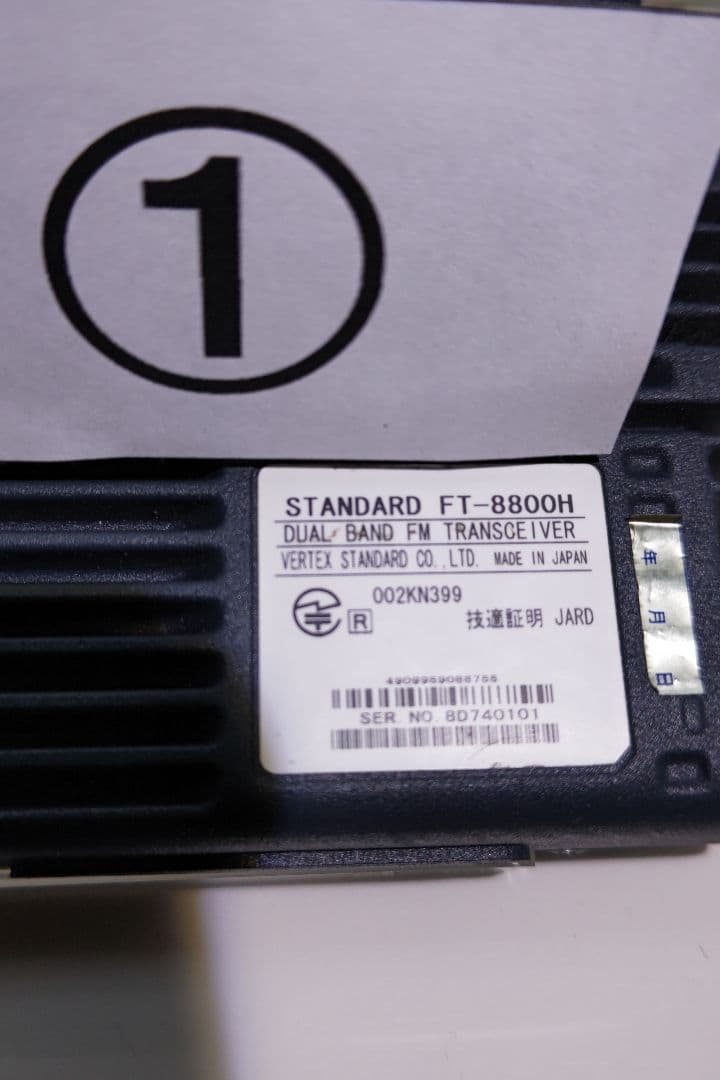 ①
STANDARD FT-8800H
DUAL BAND FM TRANSCEIVER
VERTEX STANDARD CO.,LTD. MADE IN JAPAN
R 002KN399
技適証明 JARD
4909959088756
SER. NO. 8D740101
年月日